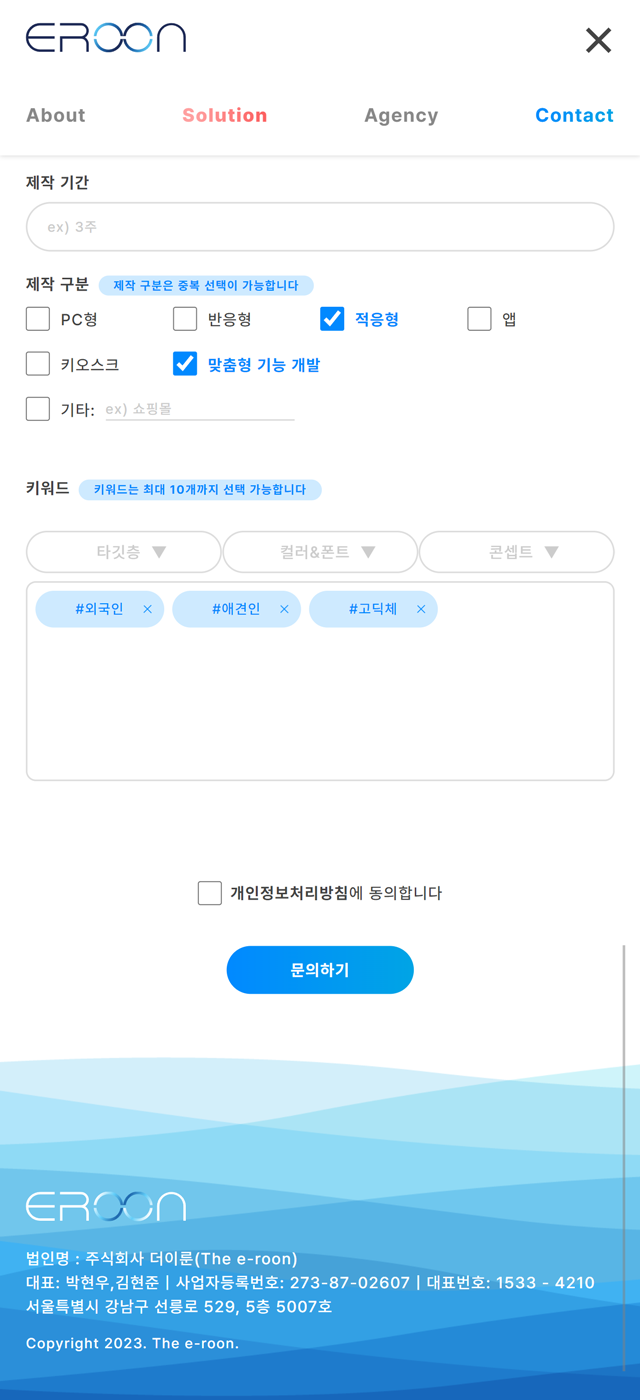 EROON
About Solution Agency Contact
제작 기간
ex) 3주
제작 구분 제작 구분은 중복 선택이 가능합니다
PC형 반응형 적응형 앱
키오스크 맞춤형 기능 개발
기타: ex) 쇼핑몰
키워드 키워드는 최대 10개까지 선택 가능합니다
타깃층 ▼ 컬러&폰트 ▼ 콘셉트 ▼
#외국인 × #애견인 × #고딕체 ×
개인정보처리방침에 동의합니다
문의하기
EROON
법인명 : 주식회사 더이룬(The e-roon)
대표: 박현우,김현준 | 사업자등록번호: 273-87-02607 | 대표번호: 1533 - 4210
서울특별시 강남구 선릉로 529, 5층 5007호
Copyright 2023. The e-roon.